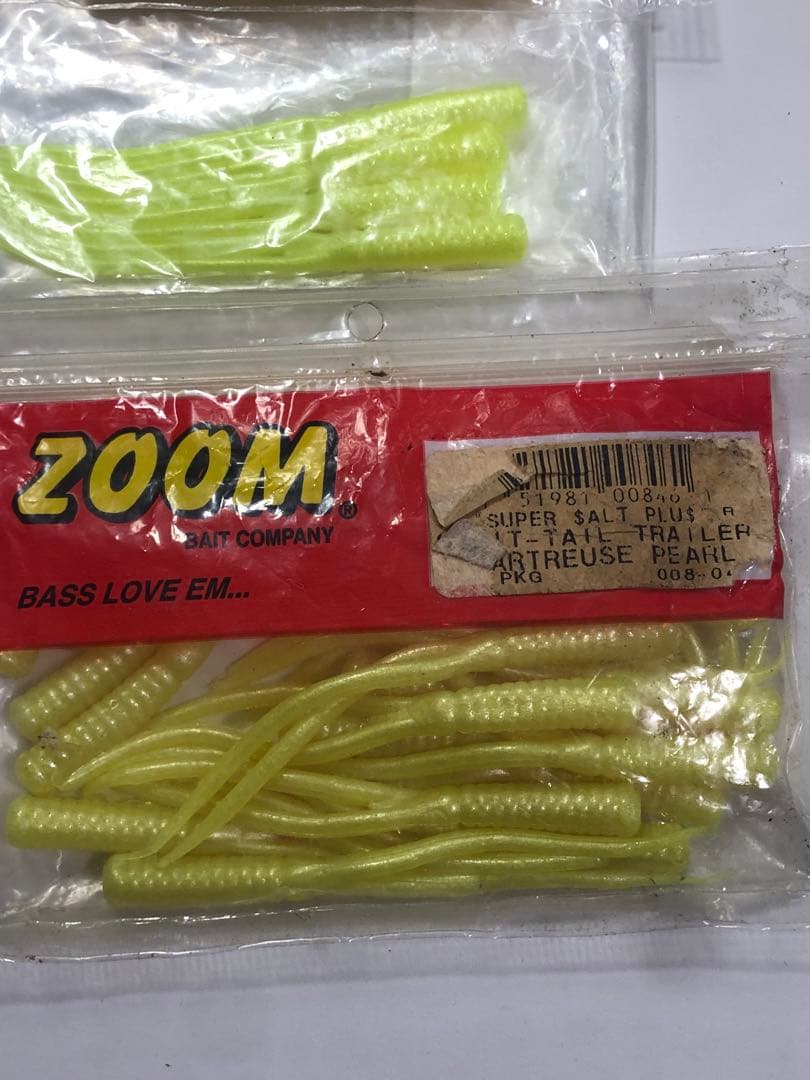 ZOOM®
BAIT COMPANY
BASS LOVE EM...
51981 00846 1
SUPER $ALT PLU$ R
IT-TAIL TRAILER
ARTREUSE PEARL
PKG 008-04